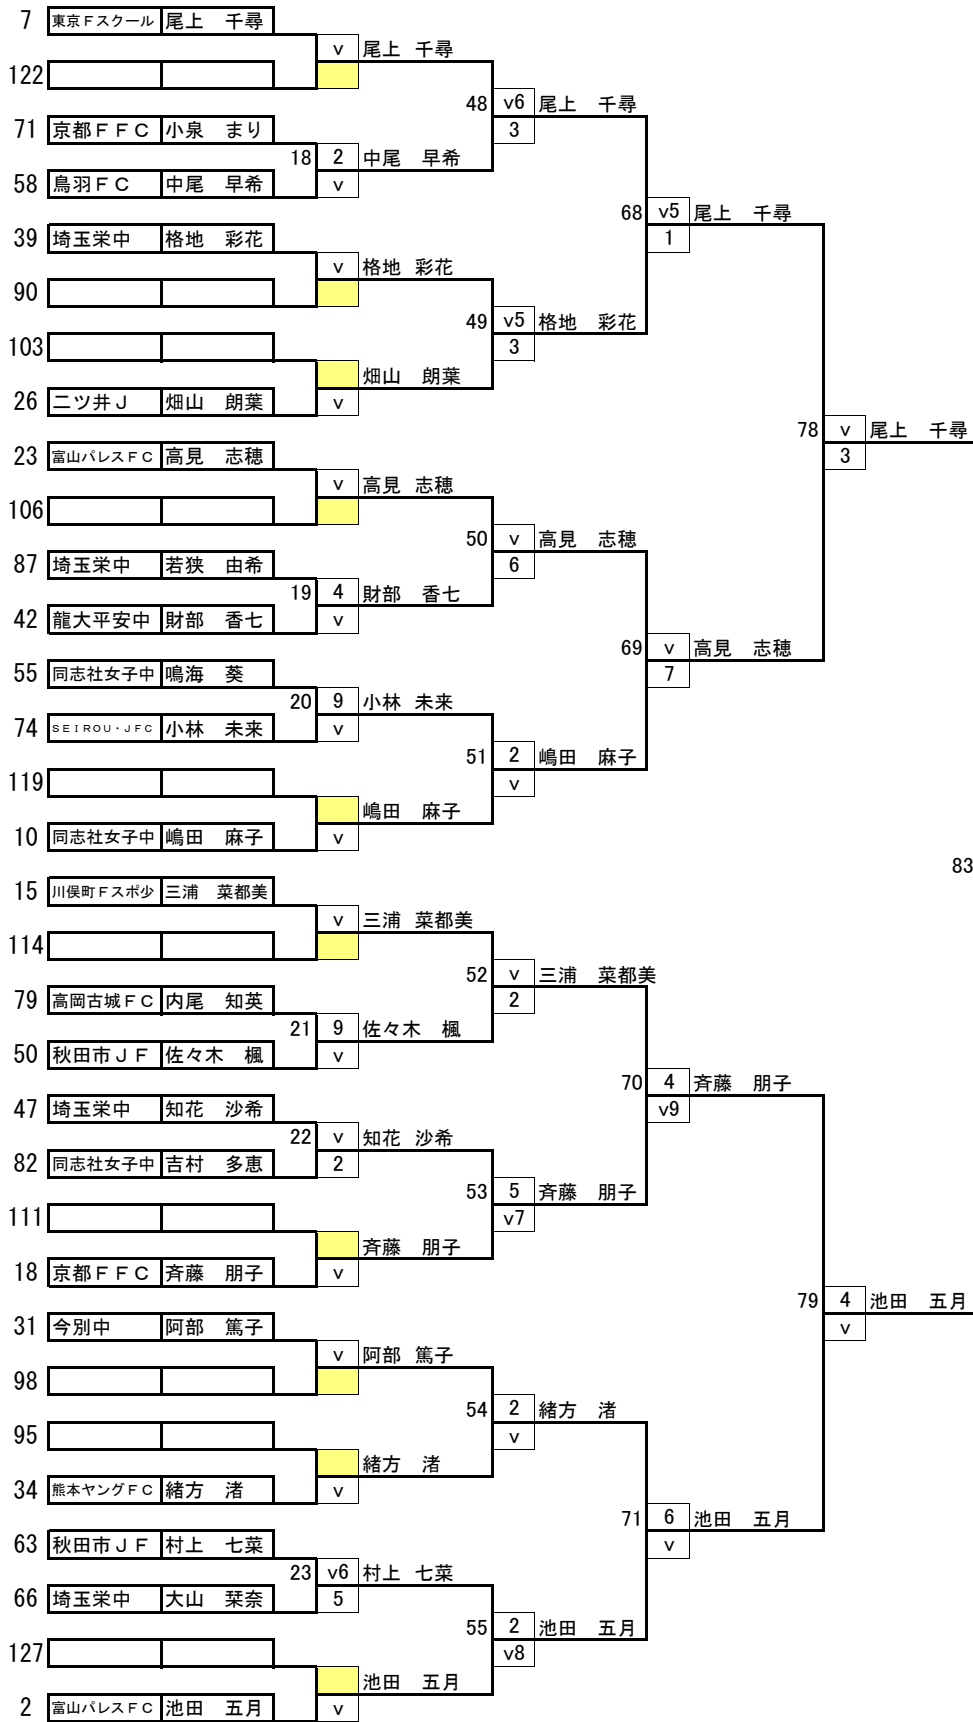 7 東京Ｆスクール 尾上　千尋
v 尾上 千尋
122
48 v6 尾上　千尋
3
71 京都ＦＦＣ 小泉　まり
18 2 中尾　早希
v
58 鳥羽ＦＣ 中尾　早希
68 v5 尾上　千尋
1
39 埼玉栄中 格地　彩花
v 格地 彩花
90
49 v5 格地　彩花
3
103
畑山　朗葉
v
26 二ツ井Ｊ 畑山　朗葉
78 v 尾上　千尋
3
23 富山パレスＦＣ 高見　志穂
v 高見 志穂
106
50 v 高見　志穂
6
87 埼玉栄中 若狭　由希
19 4 財部　香七
v
42 龍大平安中 財部　香七
69 v 高見　志穂
7
55 同志社女子中 鳴海　葵
20 9 小林 未来
v
74 ＳＥＩＲＯＵ・ＪＦＣ 小林　未来
51 2 嶋田　麻子
v
119
嶋田　麻子
v
10 同志社女子中 嶋田　麻子
83
15 川俣町Ｆスポ少 三浦　菜都美
v 三浦 菜都美
114
52 v 三浦　菜都美
2
79 高岡古城ＦＣ 内尾　知英
21 9 佐々木　楓
v
50 秋田市ＪＦ 佐々木　楓
70 4 斉藤　朋子
v9
47 埼玉栄中 知花　沙希
22 v 知花 沙希
2
82 同志社女子中 吉村　多恵
53 5 斉藤　朋子
v7
111
斉藤　朋子
v
18 京都ＦＦＣ 斉藤　朋子
79 4 池田　五月
v
31 今別中 阿部　篤子
v 阿部 篤子
98
54 2 緒方　渚
v
95
緒方　渚
v
34 熊本ヤングＦＣ 緒方　渚
71 6 池田　五月
v
63 秋田市ＪＦ 村上　七菜
23 v6 村上 七菜
5
66 埼玉栄中 大山　栞奈
55 2 池田　五月
v8
127
池田　五月
v
2 富山パレスＦＣ 池田　五月